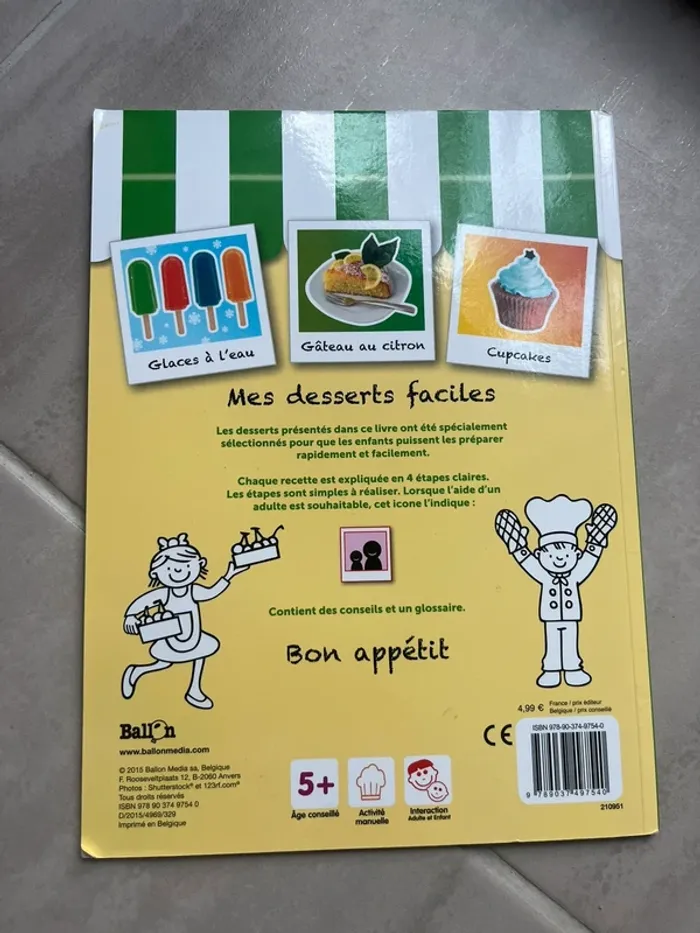 Glaces à l'eau
Gâteau au citron
Cupcakes
Mes desserts faciles
Les desserts présentés dans ce livre ont été spécialement
sélectionnés pour que les enfants puissent les préparer
rapidement et facilement.
Chaque recette est expliquée en 4 étapes claires.
Les étapes sont simples à réaliser. Lorsque l'aide d'un
adulte est souhaitable, cet icone l'indique :
Contient des conseils et un glossaire.
Bon appétit
4,99 €
France / prix éditeur
Belgique / prix conseillé
Ballon
www.ballonmedia.com
© 2015 Ballon Media sa, Belgique
F. Rooseveltplaats 12, B-2060 Anvers
Photos : Shutterstock® et 123rf.com®
Tous droits réservés
ISBN 978 90 374 9754 0
D/2015/4969/329
Imprimé en Belgique
5+
Âge conseillé
Activité
manuelle
Interaction
Adulte et Enfant
CE
ISBN 978-90-374-9754-0
9 789037 497540
210951